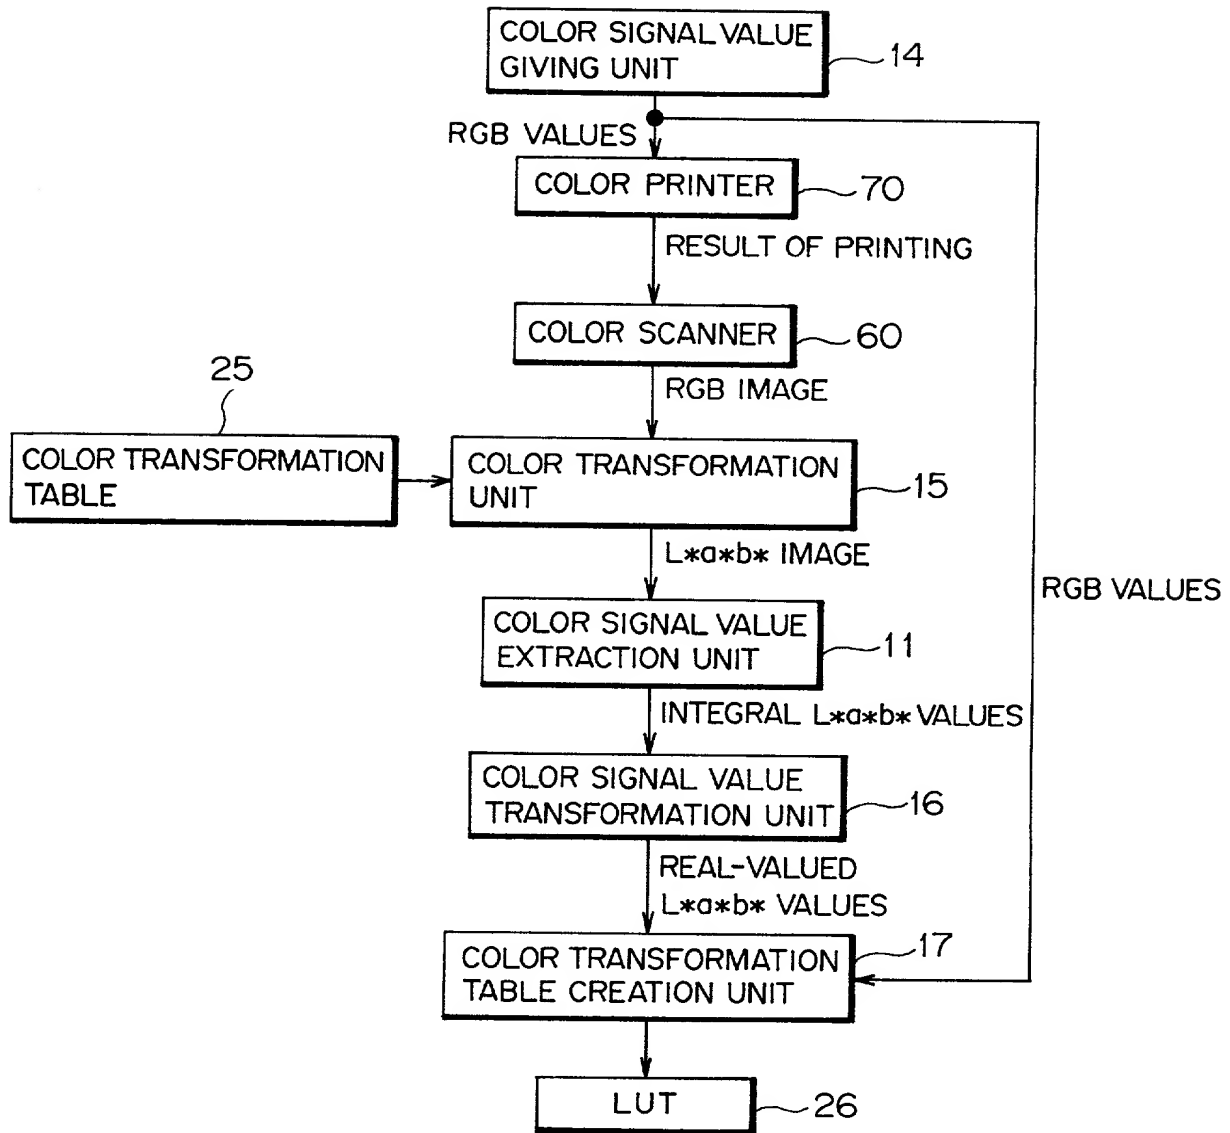 COLOR SIGNAL VALUE
GIVING UNIT
14
RGB VALUES
COLOR PRINTER
70
RESULT OF PRINTING
COLOR SCANNER
60
RGB IMAGE
25
COLOR TRANSFORMATION
TABLE
COLOR TRANSFORMATION
UNIT
15
L*a*b* IMAGE
RGB VALUES
COLOR SIGNAL VALUE
EXTRACTION UNIT
11
INTEGRAL L*a*b* VALUES
COLOR SIGNAL VALUE
TRANSFORMATION UNIT
16
REAL-VALUED
L*a*b* VALUES
COLOR TRANSFORMATION
TABLE CREATION UNIT
17
LUT
26